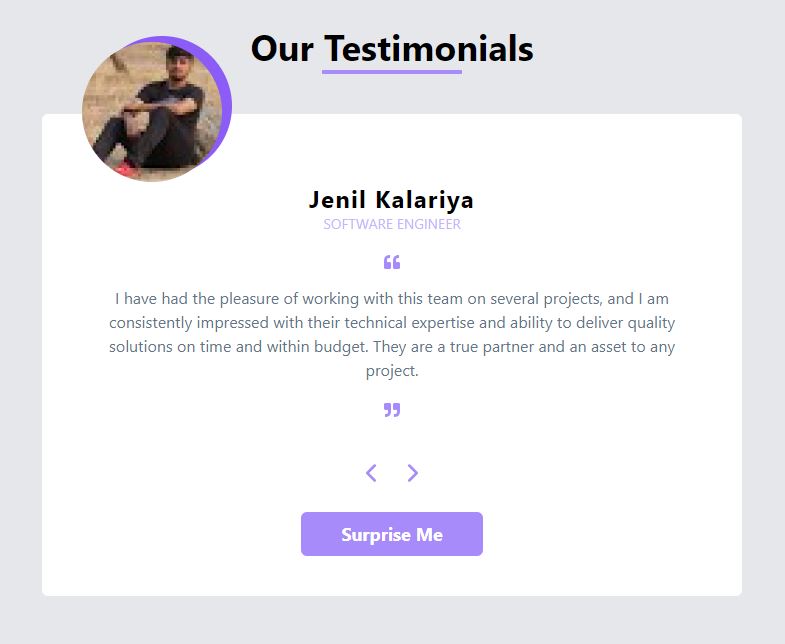 Our Testimonials
Jenil Kalariya
SOFTWARE ENGINEER
“
I have had the pleasure of working with this team on several projects, and I am
consistently impressed with their technical expertise and ability to deliver quality
solutions on time and within budget. They are a true partner and an asset to any
project.
”
Surprise Me